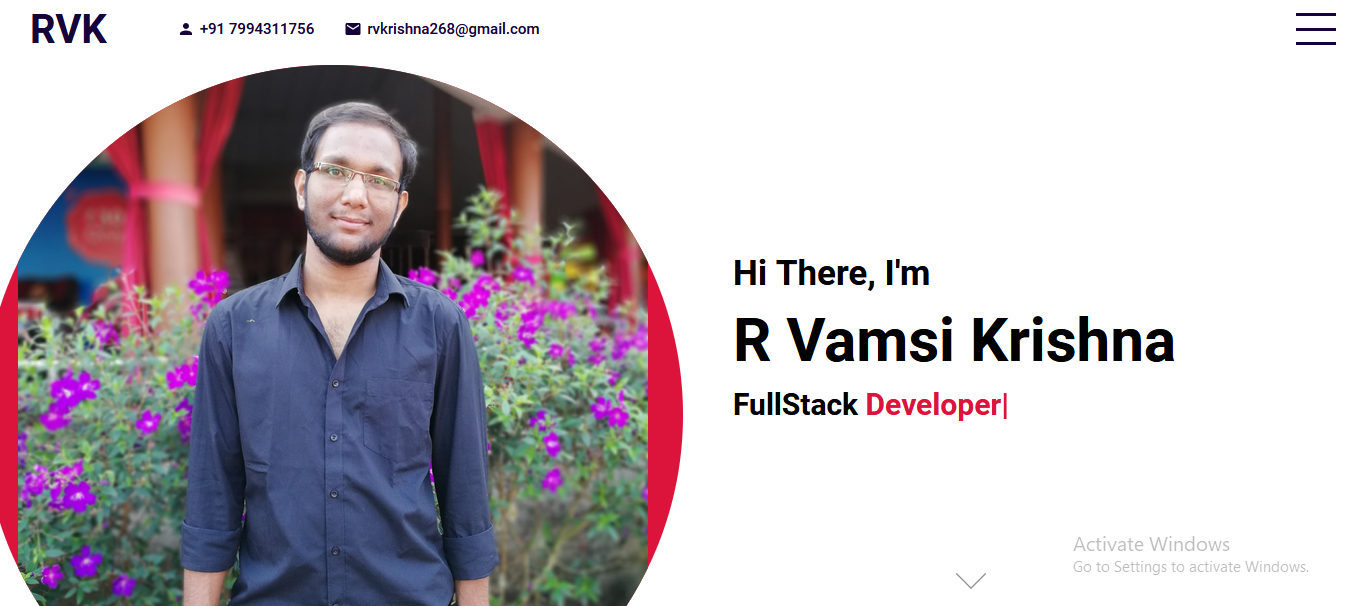 RVK
+91 7994311756
rvkrishna268@gmail.com
Hi There, I'm
R Vamsi Krishna
FullStack Developer|
Activate Windows
Go to Settings to activate Windows.